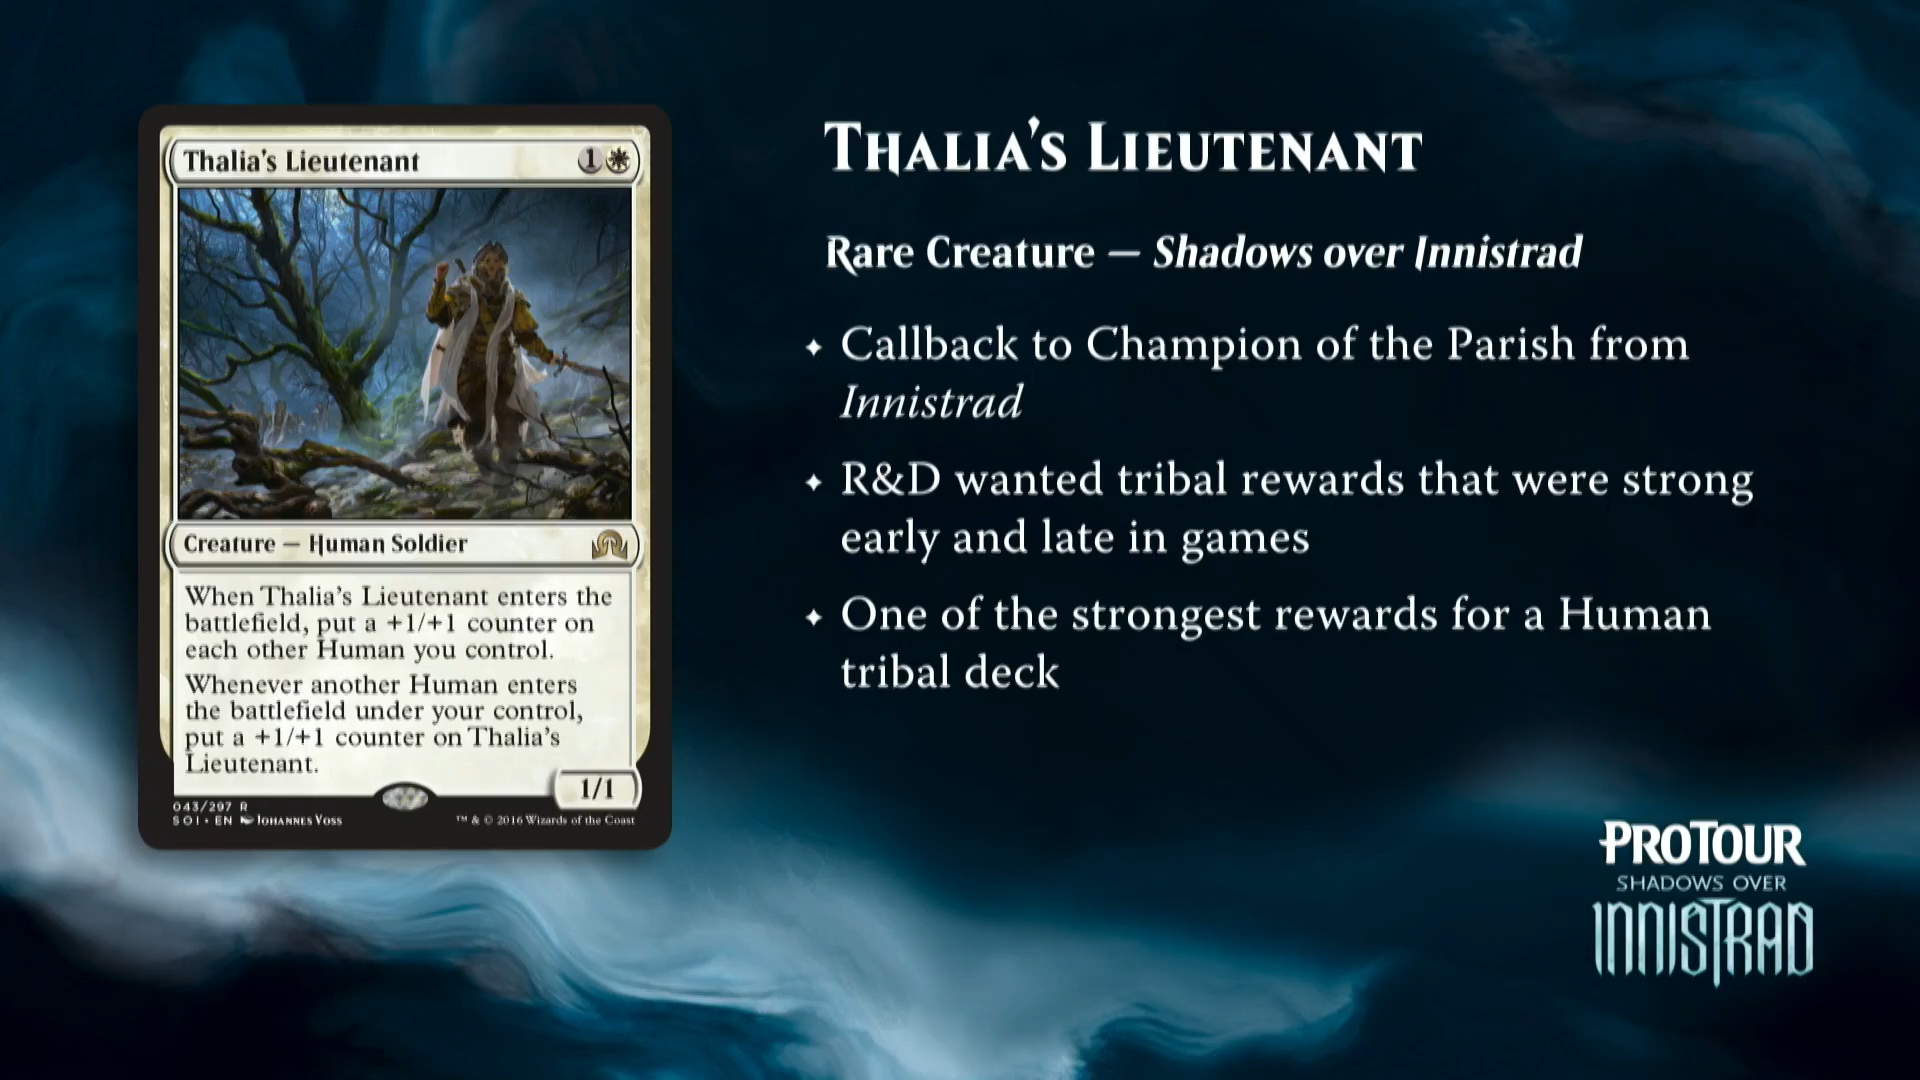 Thalia's Lieutenant 1
Creature — Human Soldier
When Thalia's Lieutenant enters the
battlefield, put a +1/+1 counter on
each other Human you control.
Whenever another Human enters
the battlefield under your control,
put a +1/+1 counter on Thalia's
Lieutenant.
1/1
043/297 R
SOI • EN Johannes Voss
™ & © 2016 Wizards of the Coast
Thalia's Lieutenant
Rare Creature — Shadows over Innistrad
Callback to Champion of the Parish from
Innistrad
R&D wanted tribal rewards that were strong
early and late in games
One of the strongest rewards for a Human
tribal deck
PRO TOUR
SHADOWS OVER
INNISTRAD